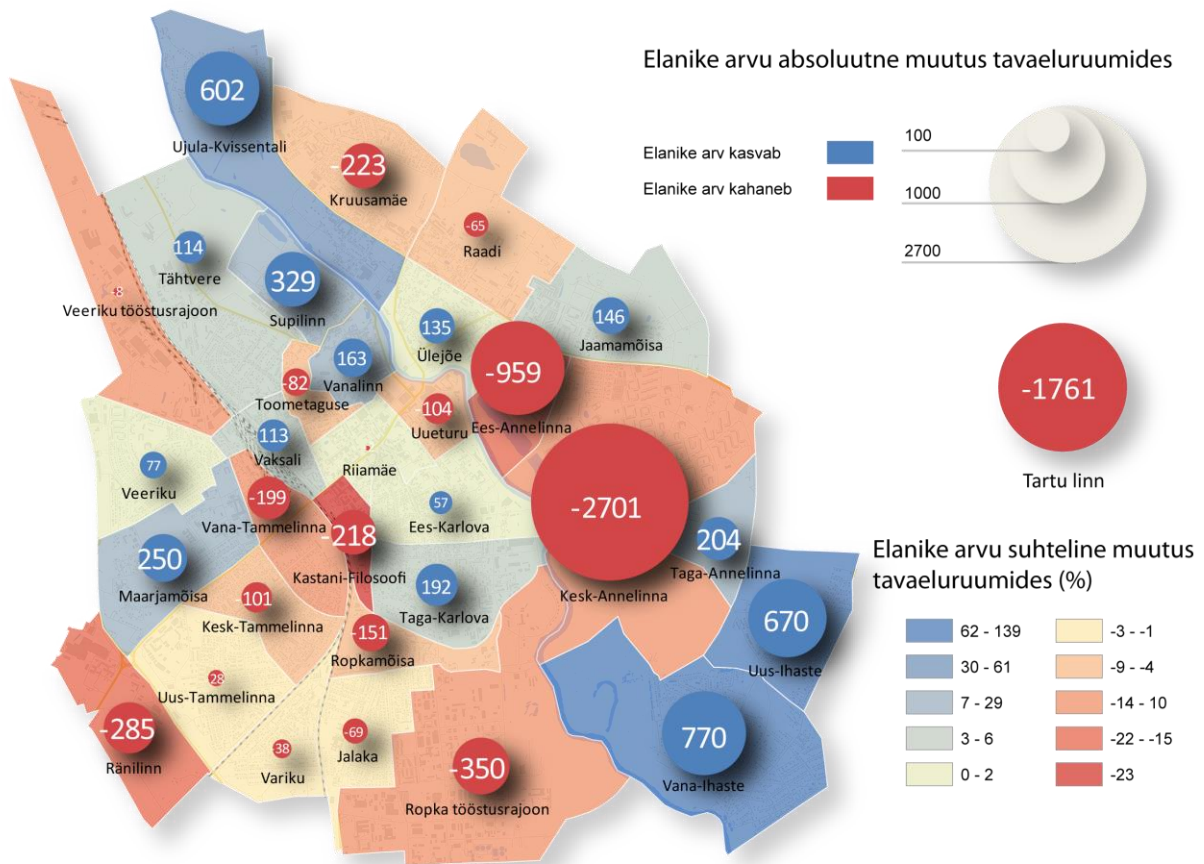 Elanike arvu absoluutne muutus tavaeluruumides
Elanike arv kasvab
Elanike arv kahaneb
100
1000
2700
-1761
Tartu linn
Elanike arvu suhteline muutus
tavaeluruumides (%)
62 - 139
30 - 61
7 - 29
3 - 6
0 - 2
-3 - -1
-9 - -4
-14 - 10
-22 - -15
-23
602
Ujula-Kvissentali
-223
Kruusamäe
-65
Raadi
114
Tähtvere
329
Supilinn
Veeriku tööstusrajoon
135
Ülejõe
146
Jaamamõisa
163
Vanalinn
-82
Toometaguse
-959
Ees-Annelinna
-104
Uueturu
113
Vaksali
Riiamäe
77
Veeriku
-199
Vana-Tammelinna
57
Ees-Karlova
-2701
Kesk-Annelinna
-218
Kastani-Filosoofi
204
Taga-Annelinna
250
Maarjamõisa
192
Taga-Karlova
-101
Kesk-Tammelinna
-151
Ropkamõisa
670
Uus-Ihaste
28
Uus-Tammelinna
-285
Ränilinn
38
Variku
-69
Jalaka
-350
Ropka tööstusrajoon
770
Vana-Ihaste